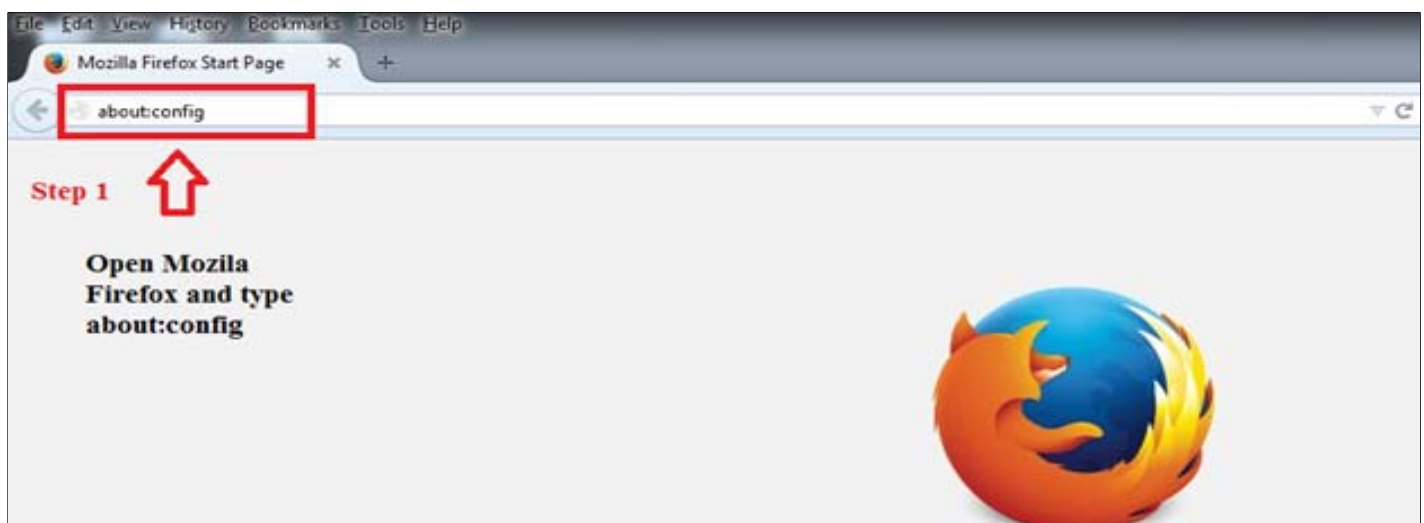 File Edit View History Bookmarks Tools Help
Mozilla Firefox Start Page
about:config
Step 1
Open Mozila
Firefox and type
about:config